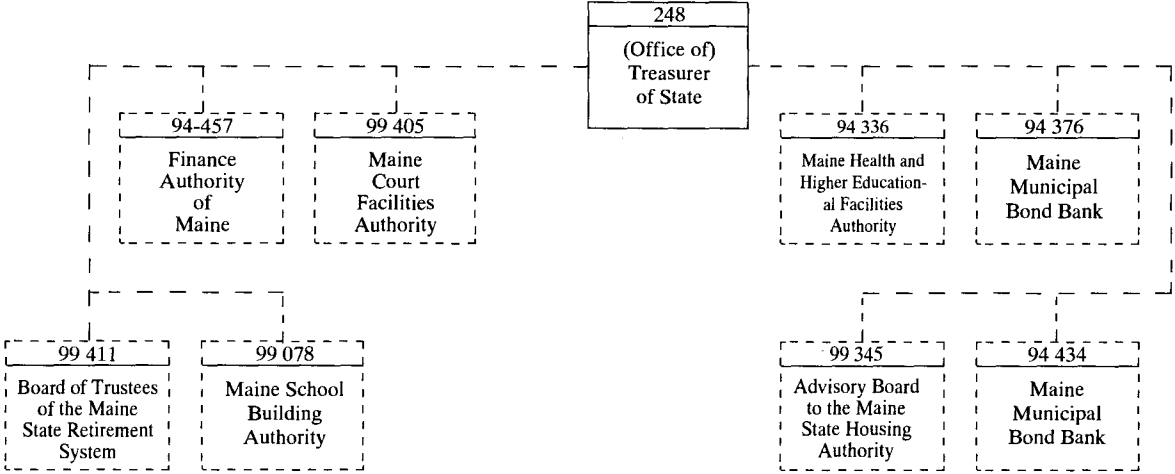 248
(Office of)
Treasurer
of State
94-457
Finance
Authority
of
Maine
99 405
Maine
Court
Facilities
Authority
94 336
Maine Health and
Higher Education-
al Facilities
Authority
94 376
Maine
Municipal
Bond Bank
99 411
Board of Trustees
of the Maine
State Retirement
System
99 078
Maine School
Building
Authority
99 345
Advisory Board
to the Maine
State Housing
Authority
94 434
Maine
Municipal
Bond Bank